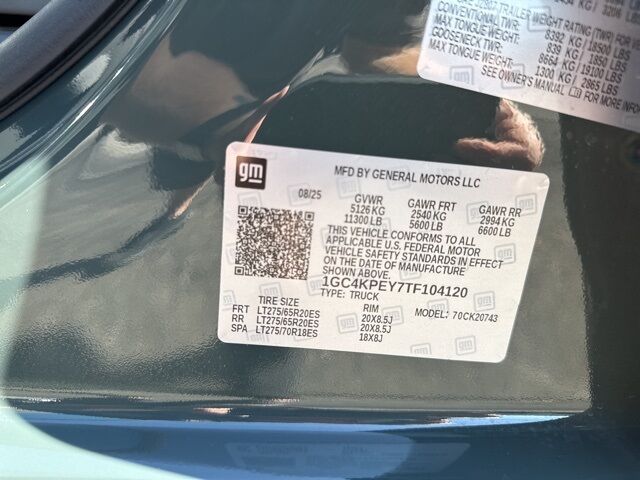 TRAILER WEIGHT RATING (TWR)
CONVENTIONAL TWR: 8392 KG / 18500 LBS
MAX TONGUE WEIGHT: 839 KG / 1850 LBS
GOOSENECK TWR: 8664 KG / 19100 LBS
MAX TONGUE WEIGHT: 1300 KG / 2865 LBS
SEE OWNER'S MANUAL FOR MORE
gm
MFD BY GENERAL MOTORS LLC
08/25 GVWR GAWR FRT GAWR RR
5126 KG 2540 KG 2994 KG
11300 LB 5600 LB 6600 LB
THIS VEHICLE CONFORMS TO ALL
APPLICABLE U.S. FEDERAL MOTOR
VEHICLE SAFETY STANDARDS IN EFFECT
ON THE DATE OF MANUFACTURE
SHOWN ABOVE.
1GC4KPEY7TF104120
TYPE: TRUCK MODEL: 70CK20743
TIRE SIZE RIM
FRT LT275/65R20ES 20X8.5J
RR LT275/65R20ES 20X8.5J
SPA LT275/70R18ES 18X8J